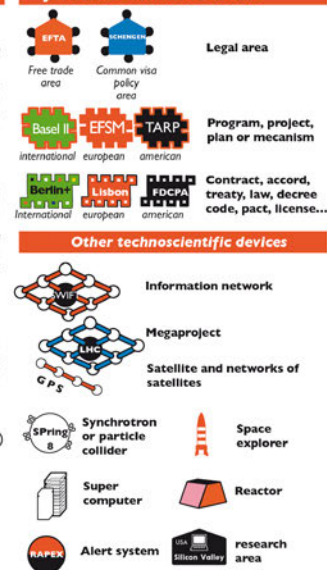 EFTA
SCHENGEN
Legal area
Free trade
area
Common visa
policy
area
Basel II
EFSM
TARP
Program, project,
plan or mecanism
international
european
american
Berlin+
Lisbon
FDCPA
Contract, accord,
treaty, law, decree
code, pact, license...
International
european
american
Other technoscientific devices
WIFI
Information network
LHC
Megaproject
GPS
Satellite and networks of
satellites
SPring
8
Synchrotron
or particle
collider
Space
explorer
Super
computer
Reactor
RAPEX
Alert system
USA
Silicon Valley
research
area